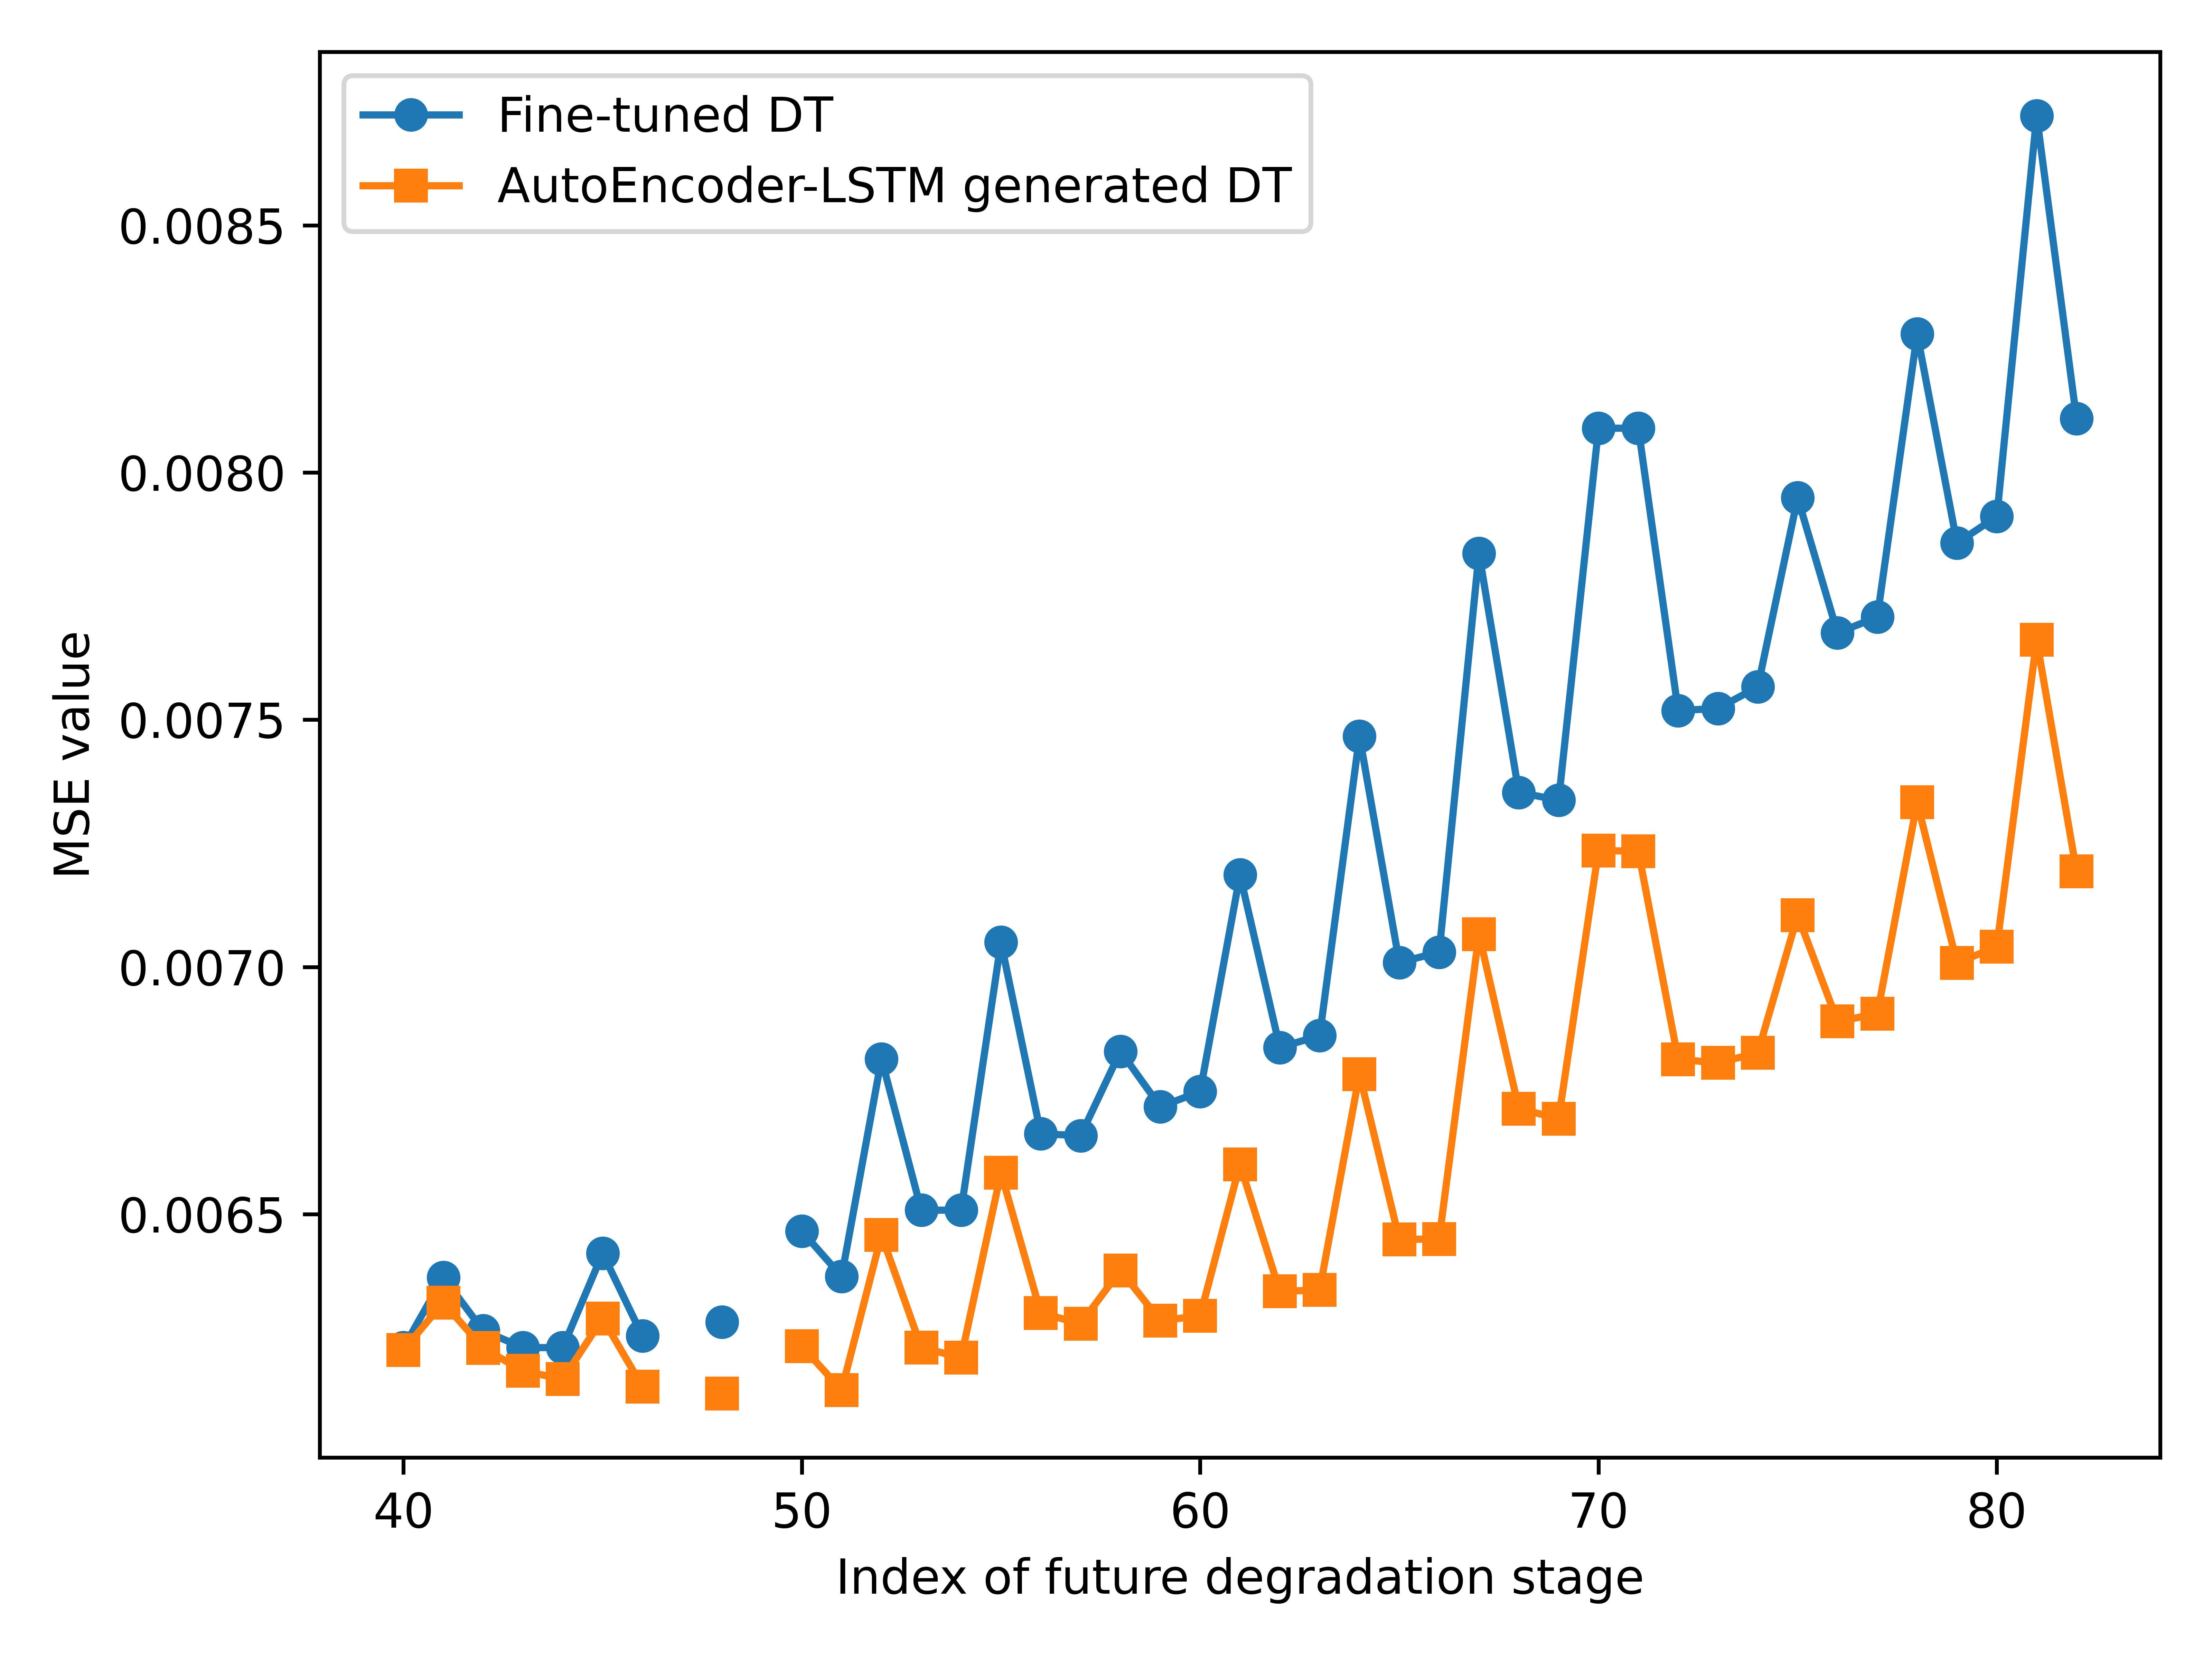 Fine-tuned DT
AutoEncoder-LSTM generated DT
0.0085
0.0080
0.0075
0.0070
0.0065
MSE value
40 50 60 70 80
Index of future degradation stage